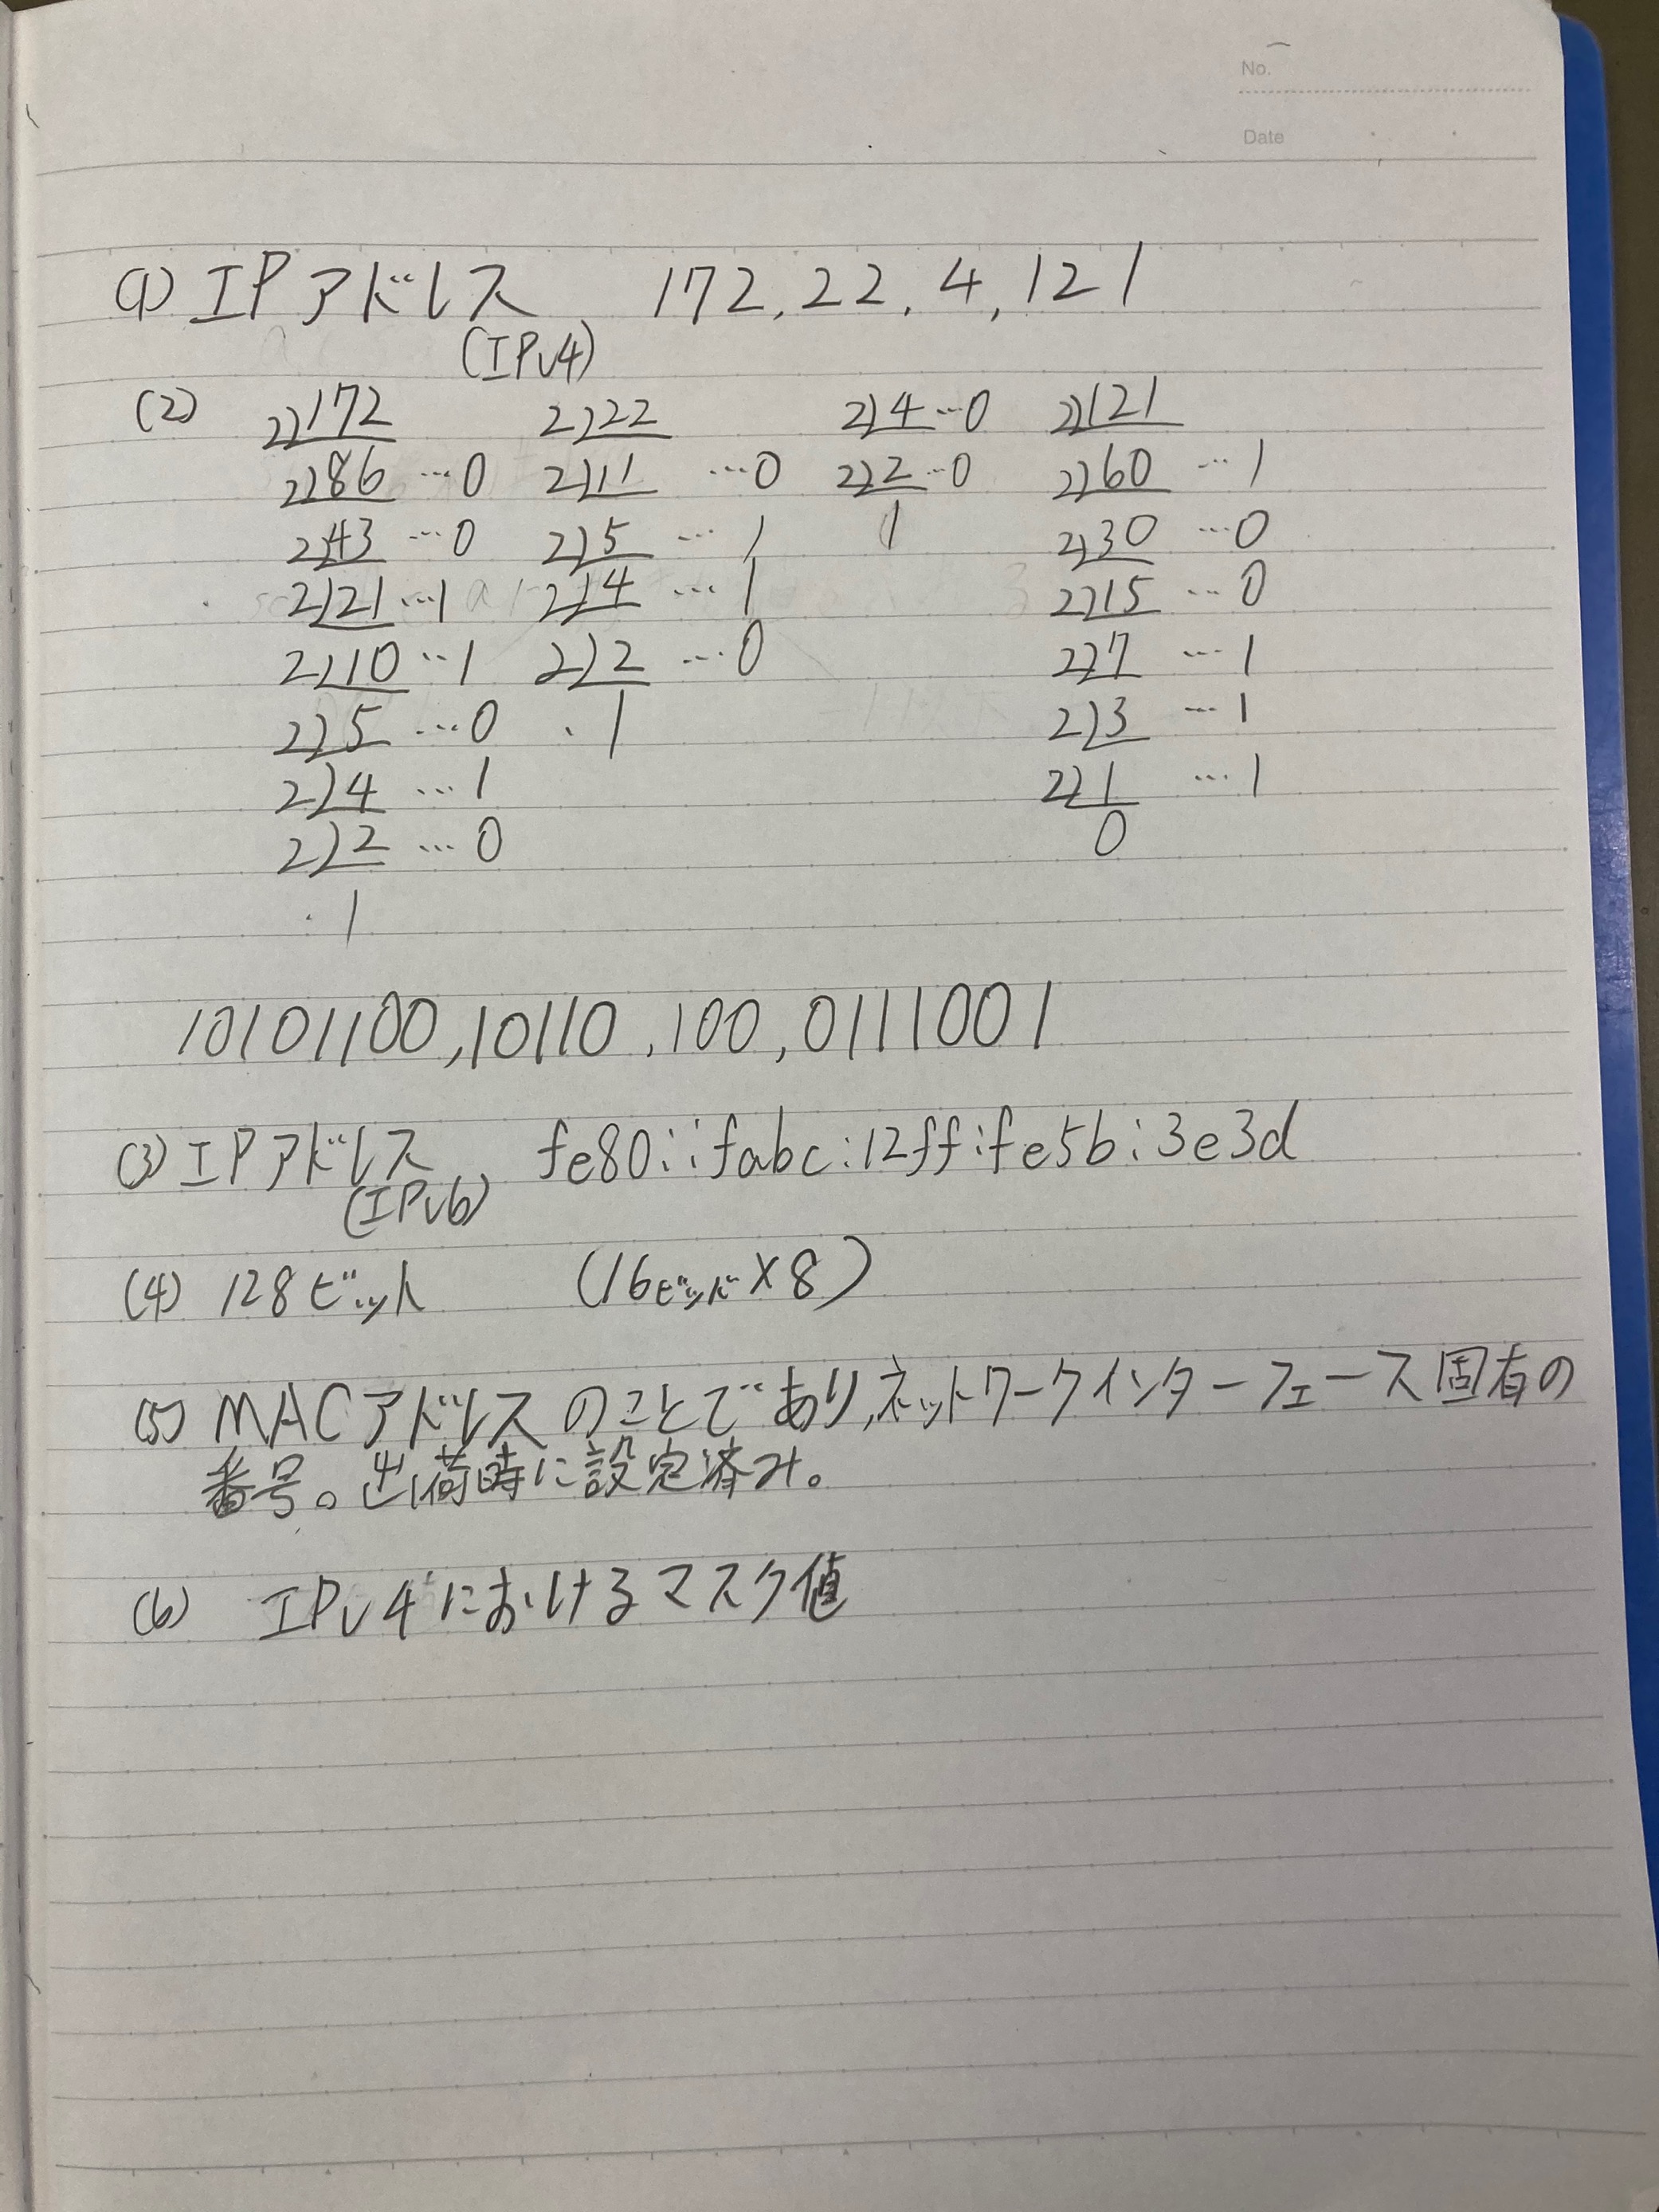 No.
Date
(1) IPアドレス 172.22.4.121
(IPv4)
(2) 2)172 2)22 2)4…0 2)121
2)86 …0 2)11 …0 2)2…0 2)60 …1
2)43 …0 2)5 …1 1 2)30 …0
2)21 …1 2)4 …1 2)15 …0
2)10 …1 2)2 …0 2)7 …1
2)5 …0 1 2)3 …1
2)4 …1 2)1 …1
2)2 …0 0
1
10101100,10110,100,0111001
(3) IPアドレス fe80::fabc:12ff:fe5b:3e3d
(IPv6)
(4) 128ビット (16ビット×8)
(5) MACアドレスのことであり,ネットワークインターフェース固有の
番号。出荷時に設定済み。
(6) IPv4におけるマスク値